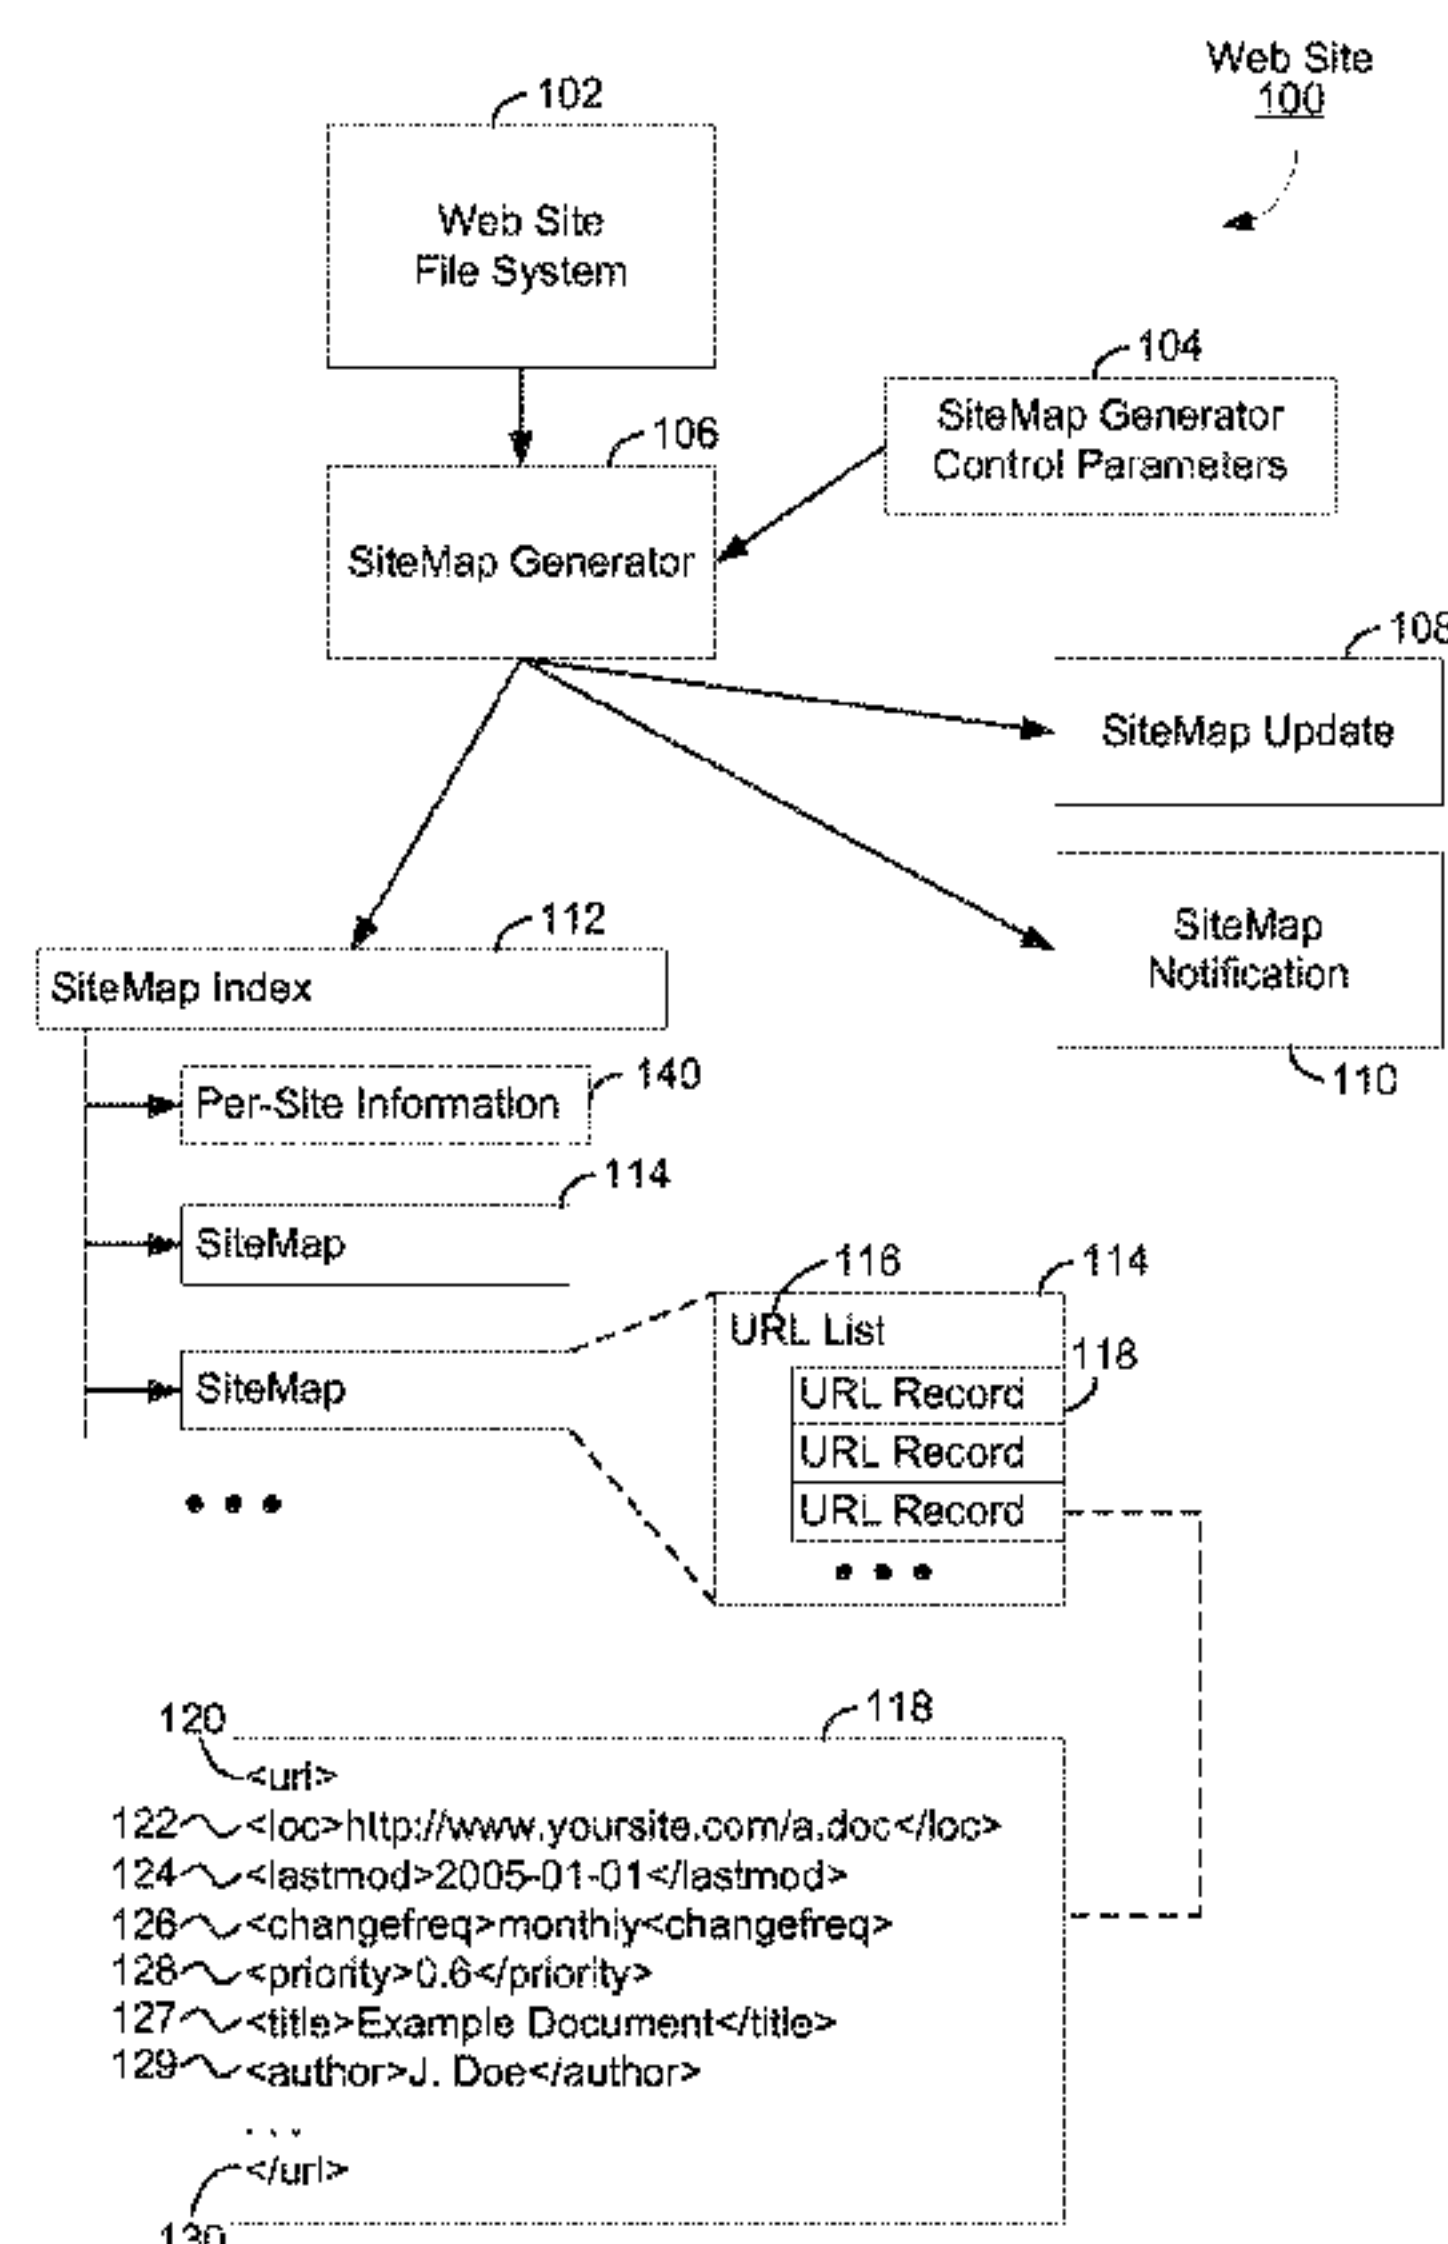 Web Site
100
102
Web Site
File System
104
SiteMap Generator
Control Parameters
106
SiteMap Generator
108
SiteMap Update
SiteMap
Notification
110
112
SiteMap Index
140
Per-Site Information
114
SiteMap
116
114
URL List
118
URL Record
SiteMap
URL Record
URL Record
118
120
<url>
122 <loc>http://www.yoursite.com/a.doc</loc>
124 <lastmod>2005-01-01</lastmod>
126 <changefreq>monthly<changefreq>
128 <priority>0.6</priority>
127 <title>Example Document</title>
129 <author>J. Doe</author>
...
</url>
130